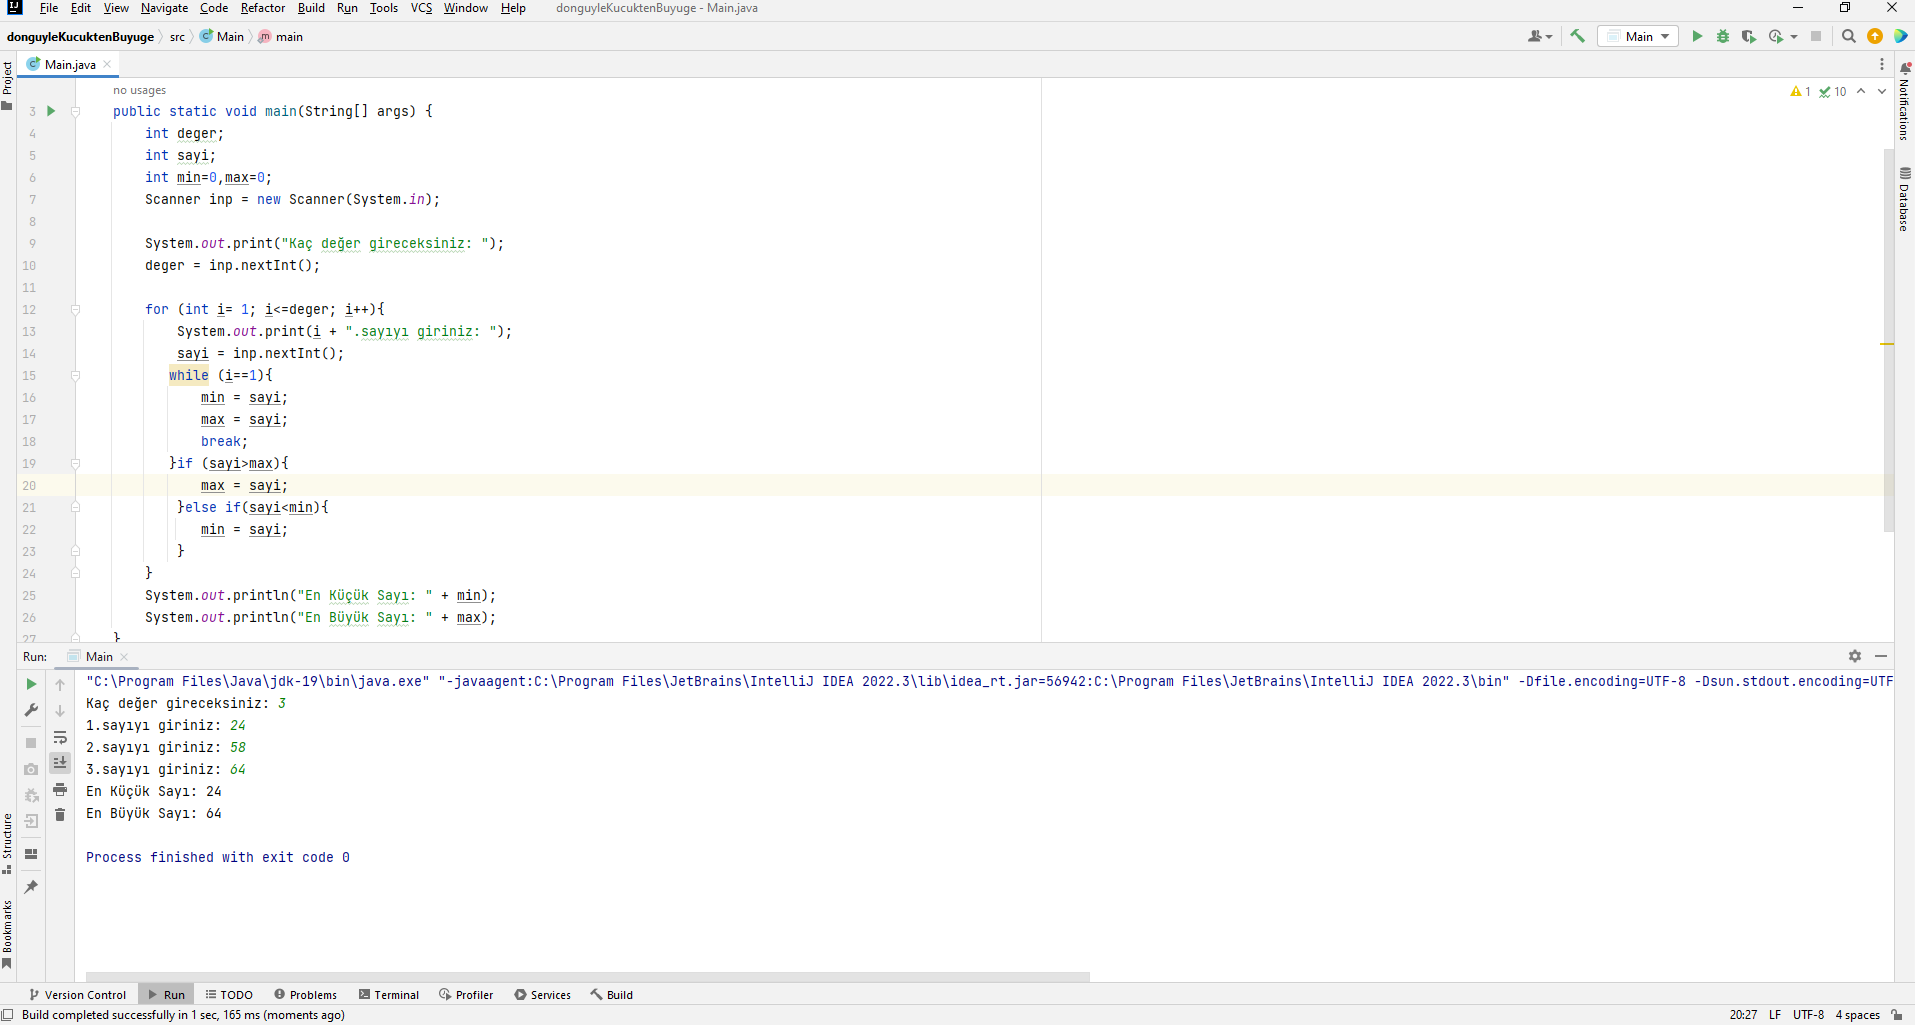 File Edit View Navigate Code Refactor Build Run Tools VCS Window Help donguyleKucuktenBuyuge - Main.java
donguyleKucuktenBuyuge src Main main Main
Project
Main.java
Notifications
Database
no usages
1 10
3 public static void main(String[] args) {
4 int deger;
5 int sayi;
6 int min=0,max=0;
7 Scanner inp = new Scanner(System.in);
8
9 System.out.print("Kaç değer gireceksiniz: ");
10 deger = inp.nextInt();
11
12 for (int i= 1; i<=deger; i++){
13 System.out.print(i + ".sayıyı giriniz: ");
14 sayi = inp.nextInt();
15 while (i==1){
16 min = sayi;
17 max = sayi;
18 break;
19 }if (sayi>max){
20 max = sayi;
21 }else if(sayi<min){
22 min = sayi;
23 }
24 }
25 System.out.println("En Küçük Sayı: " + min);
26 System.out.println("En Büyük Sayı: " + max);
27 }
Run: Main
"C:\Program Files\Java\jdk-19\bin\java.exe" "-javaagent:C:\Program Files\JetBrains\IntelliJ IDEA 2022.3\lib\idea_rt.jar=56942:C:\Program Files\JetBrains\IntelliJ IDEA 2022.3\bin" -Dfile.encoding=UTF-8 -Dsun.stdout.encoding=UTF
Kaç değer gireceksiniz: 3
1.sayıyı giriniz: 24
2.sayıyı giriniz: 58
3.sayıyı giriniz: 64
En Küçük Sayı: 24
En Büyük Sayı: 64
Process finished with exit code 0
Structure
Bookmarks
Version Control Run TODO Problems Terminal Profiler Services Build
Build completed successfully in 1 sec, 165 ms (moments ago) 20:27 LF UTF-8 4 spaces